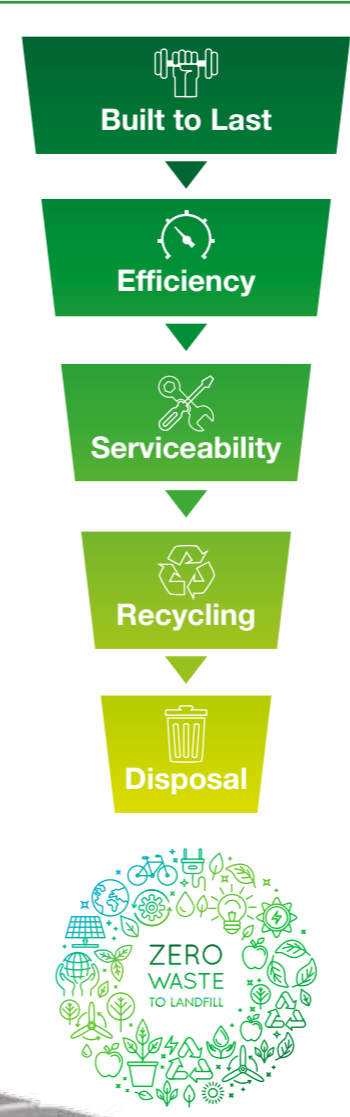 Built to Last
Efficiency
Serviceability
Recycling
Disposal
ZERO
WASTE
TO LANDFILL